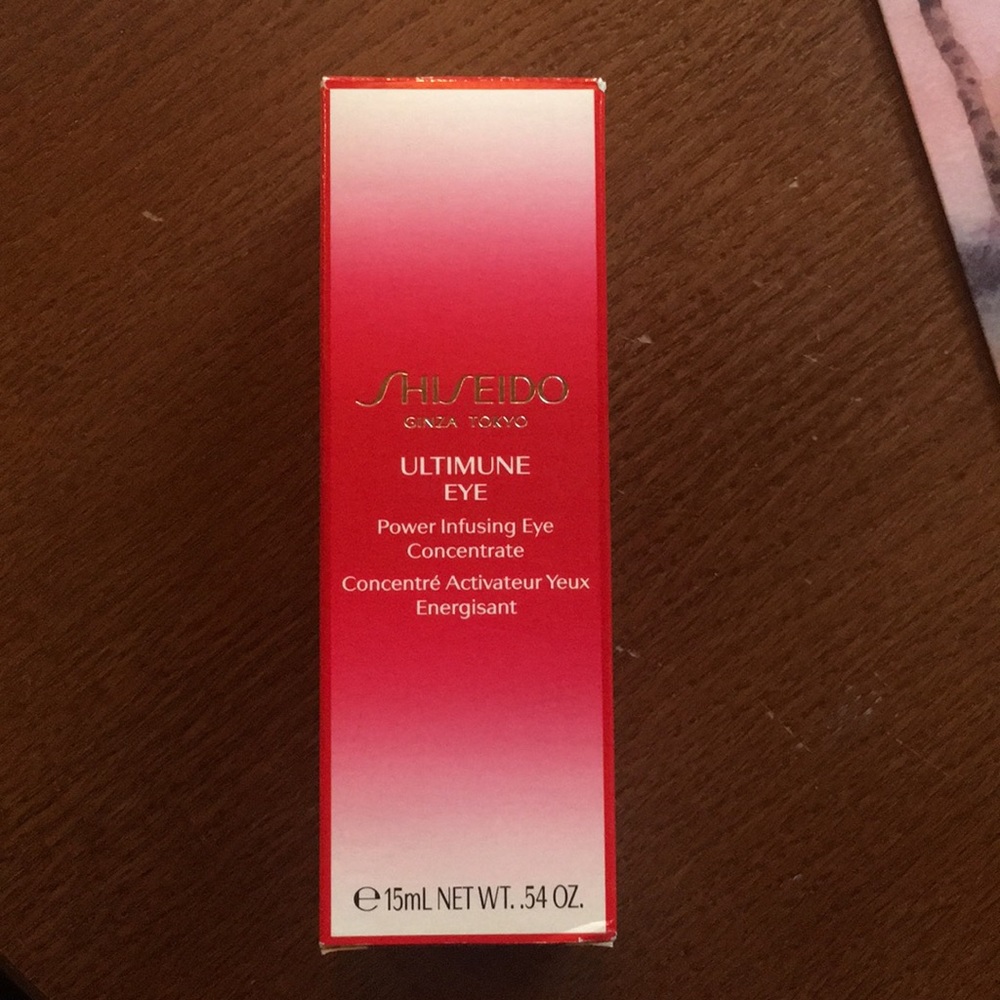 SHISEIDO
GINZA TOKYO
ULTIMUNE
EYE
Power Infusing Eye
Concentrate
Concentré Activateur Yeux
Energisant
℮ 15mL NET WT. .54 OZ.